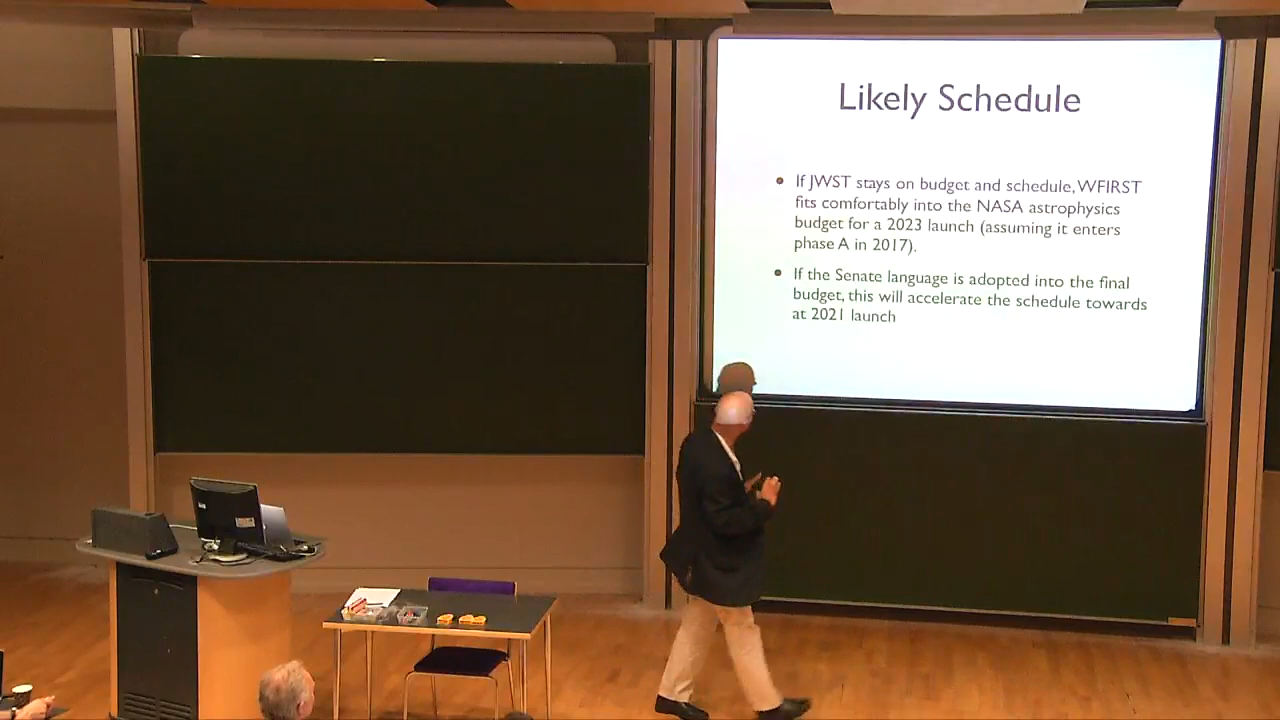 Likely Schedule
• If JWST stays on budget and schedule, WFIRST
fits comfortably into the NASA astrophysics
budget for a 2023 launch (assuming it enters
phase A in 2017).
• If the Senate language is adopted into the final
budget, this will accelerate the schedule towards
at 2021 launch